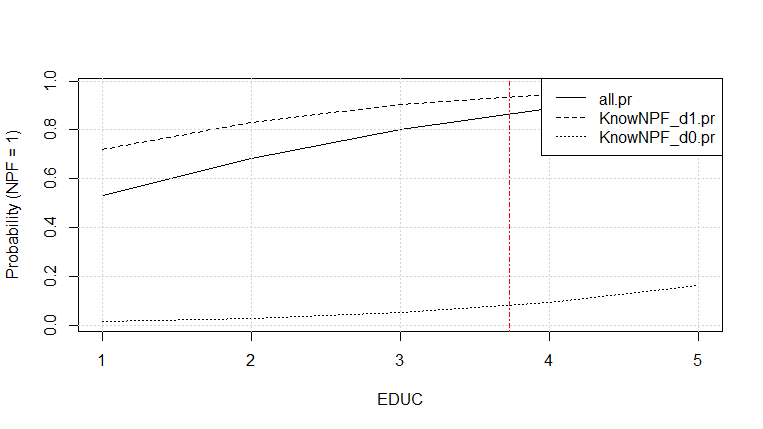 1.0
0.8
0.6
0.4
0.2
0.0
Probability (NPF = 1)
all.pr
KnowNPF_d1.pr
KnowNPF_d0.pr
1 2 3 4 5
EDUC